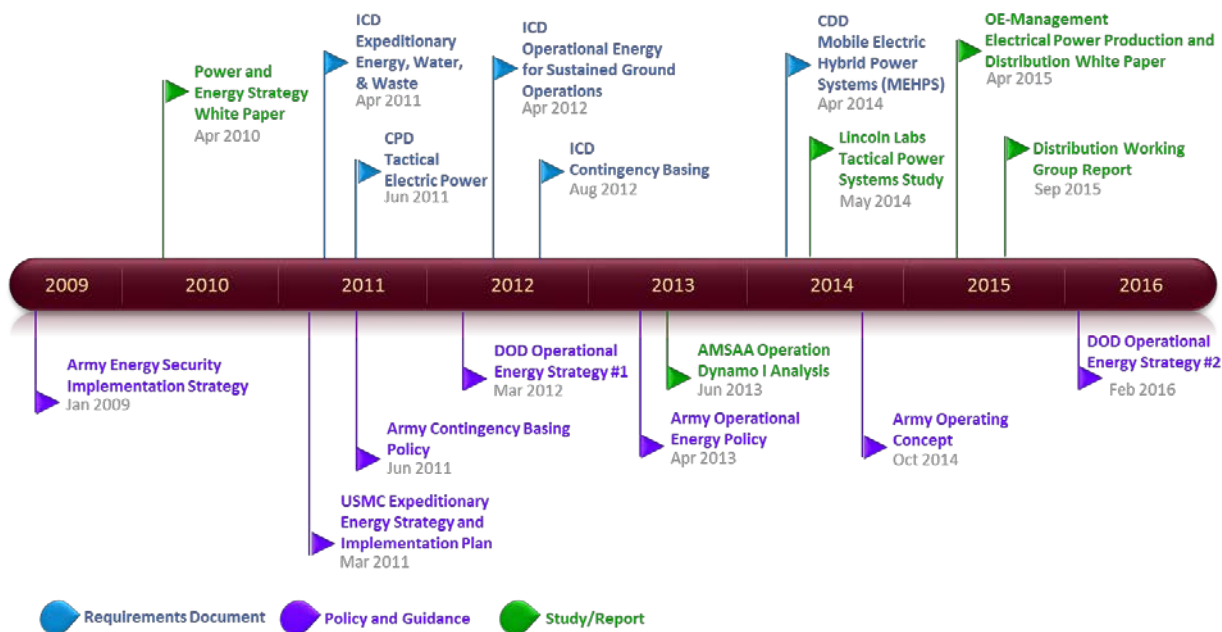 Power and
Energy Strategy
White Paper
Apr 2010
ICD
Expeditionary
Energy, Water,
& Waste
Apr 2011
CPD
Tactical
Electric Power
Jun 2011
ICD
Operational Energy
for Sustained Ground
Operations
Apr 2012
ICD
Contingency Basing
Aug 2012
CDD
Mobile Electric
Hybrid Power
Systems (MEHPS)
Apr 2014
Lincoln Labs
Tactical Power
Systems Study
May 2014
OE-Management
Electrical Power Production and
Distribution White Paper
Apr 2015
Distribution Working
Group Report
Sep 2015
2009 2010 2011 2012 2013 2014 2015 2016
Army Energy Security
Implementation Strategy
Jan 2009
USMC Expeditionary
Energy Strategy and
Implementation Plan
Mar 2011
Army Contingency Basing
Policy
Jun 2011
DOD Operational
Energy Strategy #1
Mar 2012
Army Operational
Energy Policy
Apr 2013
AMSAA Operation
Dynamo I Analysis
Jun 2013
Army Operating
Concept
Oct 2014
DOD Operational
Energy Strategy #2
Feb 2016
Requirements Document
Policy and Guidance
Study/Report